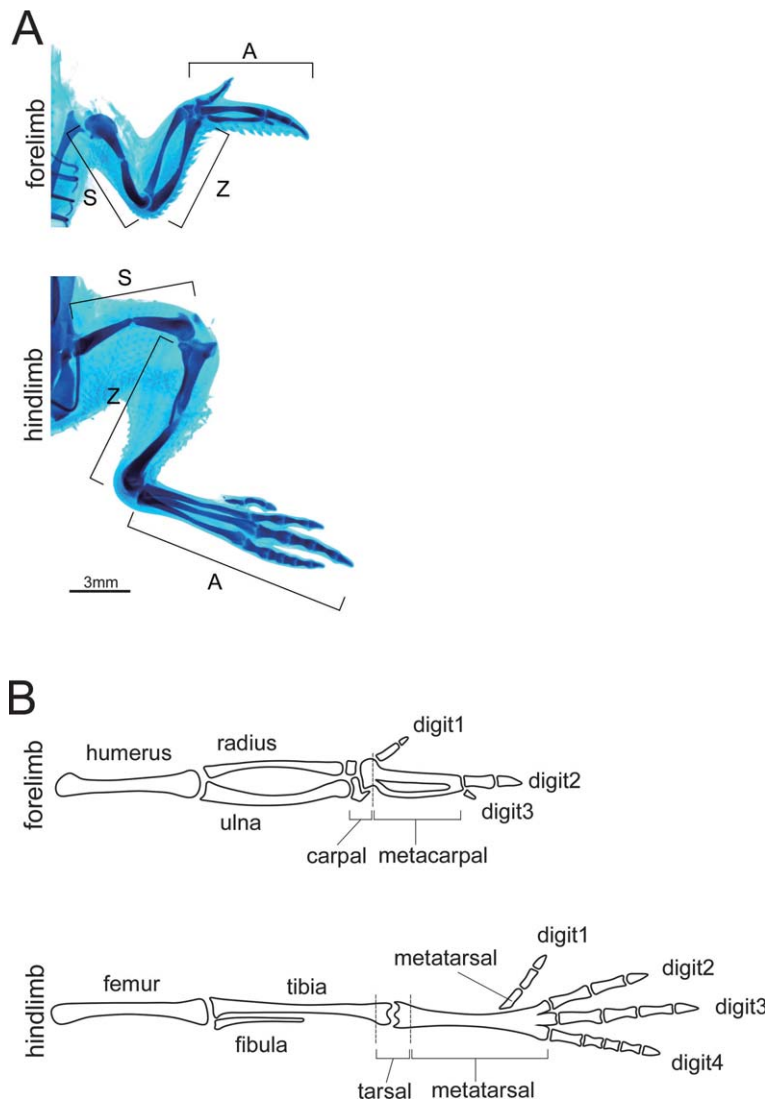 A
forelimb
A
S
Z
hindlimb
S
Z
A
3mm
B
forelimb
humerus
radius
ulna
carpal
metacarpal
digit1
digit2
digit3
hindlimb
femur
tibia
fibula
tarsal
metatarsal
metatarsal
digit1
digit2
digit3
digit4